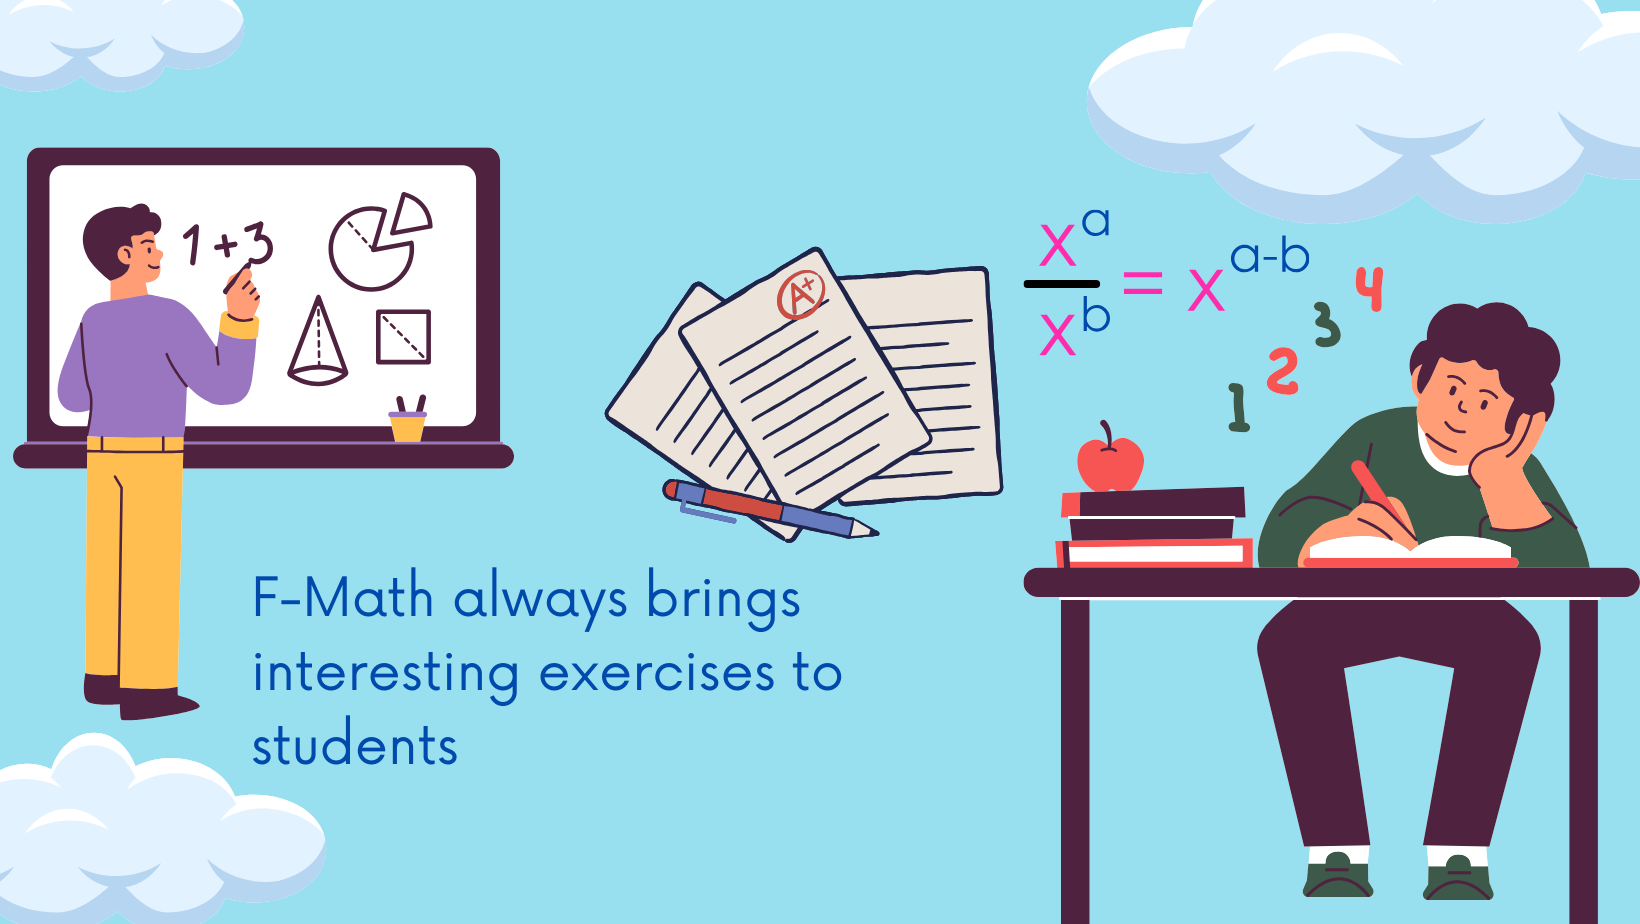 1+3
A+
x^a
x^b
= x^(a-b)
1 2 3 4
F-Math always brings
interesting exercises to
students